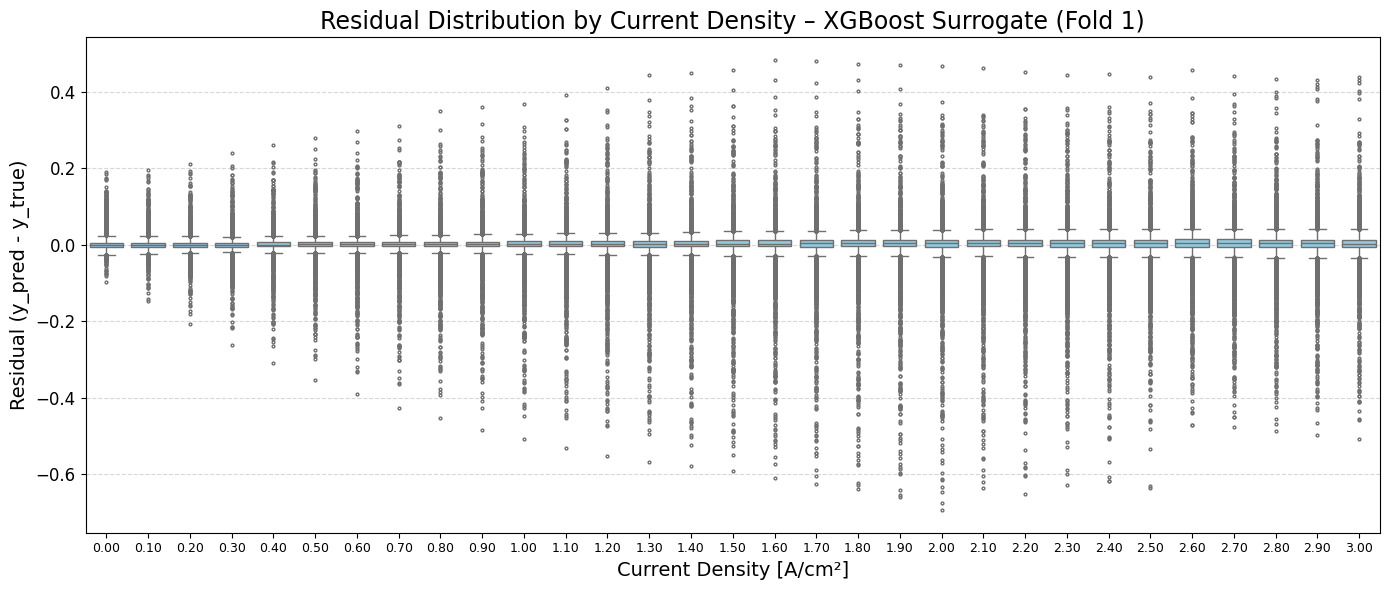 Residual Distribution by Current Density – XGBoost Surrogate (Fold 1)
Residual (y_pred - y_true)
0.4
0.2
0.0
−0.2
−0.4
−0.6
0.00 0.10 0.20 0.30 0.40 0.50 0.60 0.70 0.80 0.90 1.00 1.10 1.20 1.30 1.40 1.50 1.60 1.70 1.80 1.90 2.00 2.10 2.20 2.30 2.40 2.50 2.60 2.70 2.80 2.90 3.00
Current Density [A/cm²]